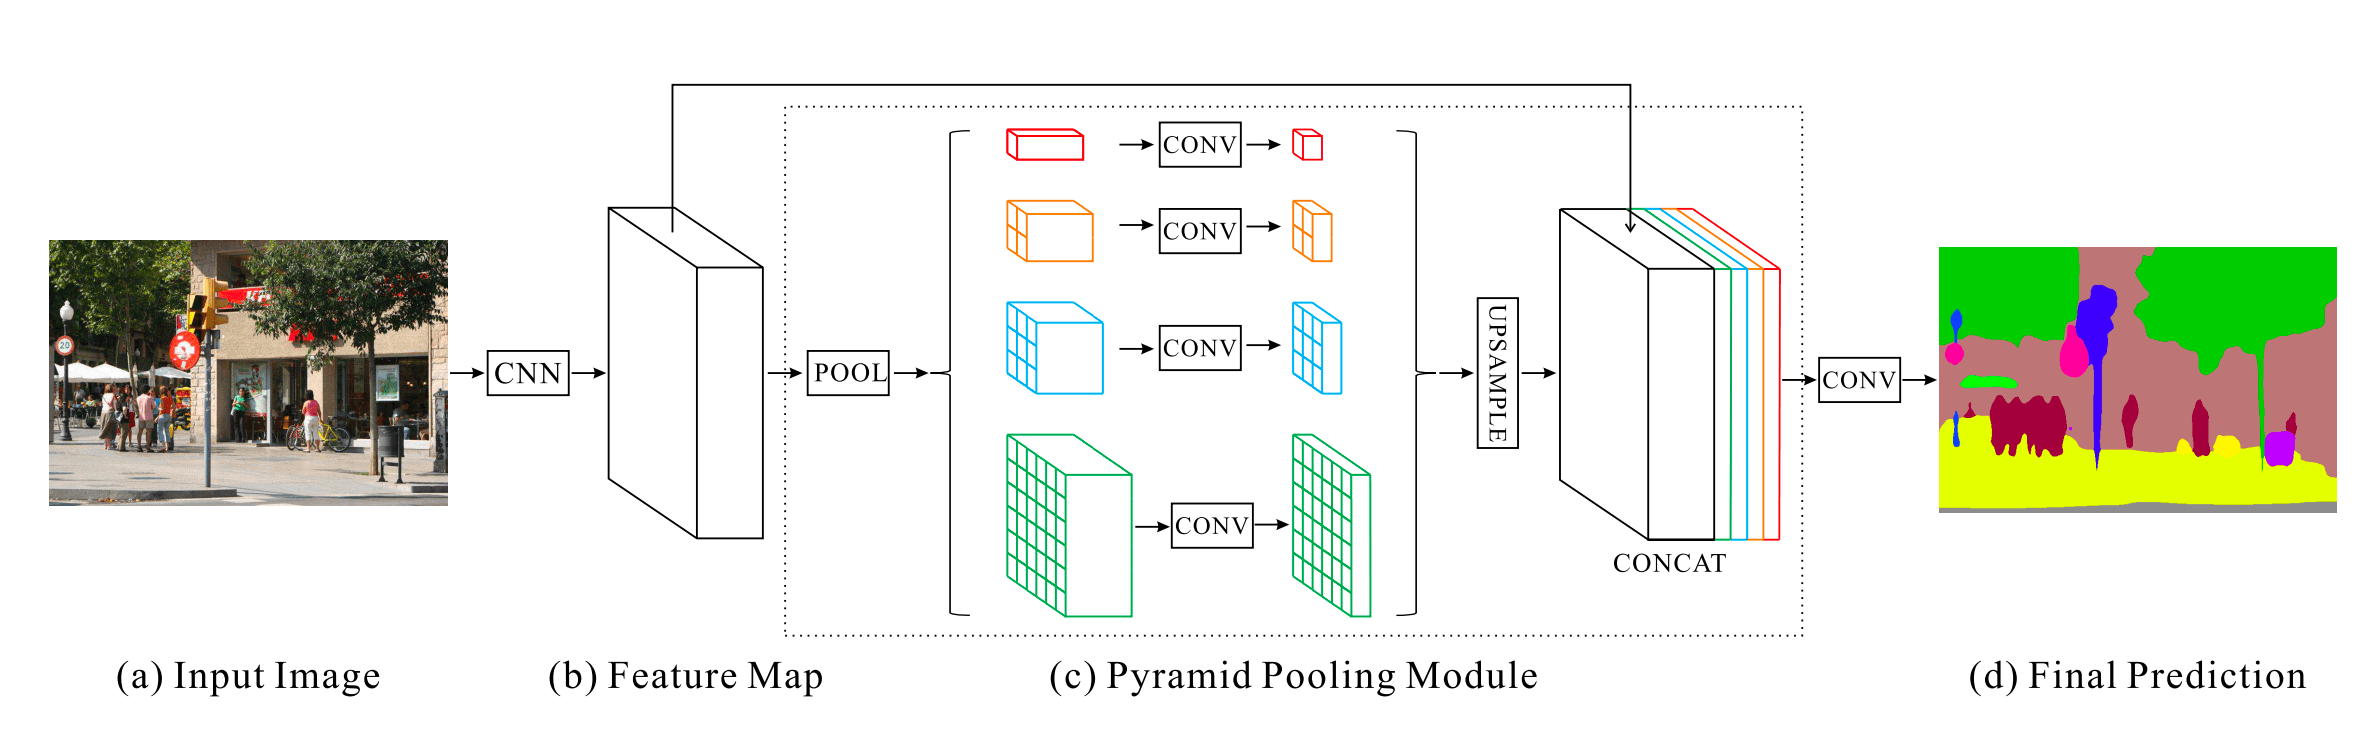 CNN
POOL
CONV
CONV
CONV
CONV
UPSAMPLE
CONCAT
CONV
20
(a) Input Image
(b) Feature Map
(c) Pyramid Pooling Module
(d) Final Prediction